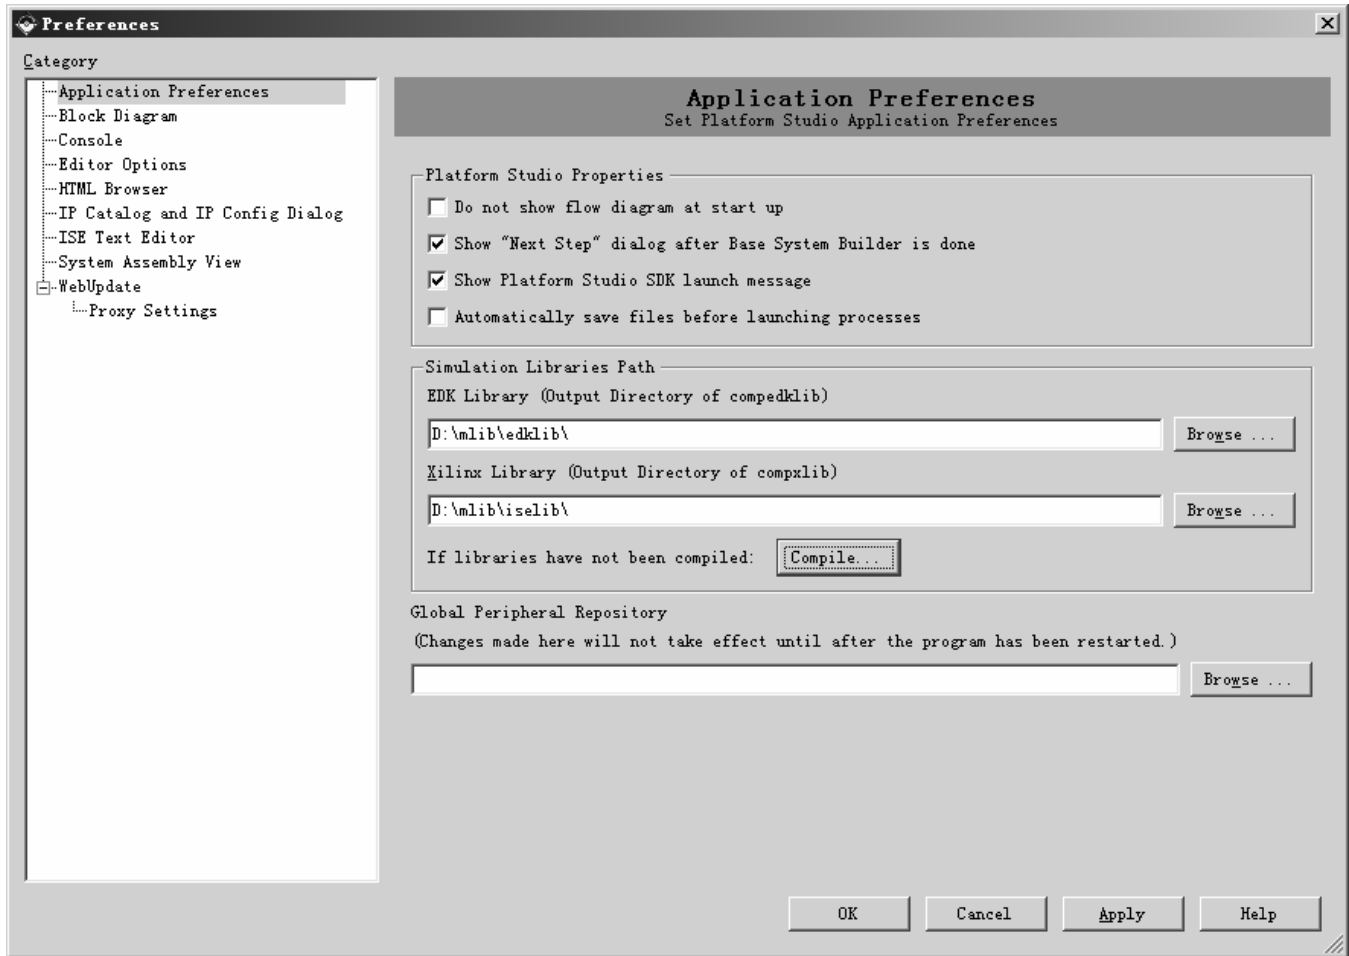 Preferences
Category
Application Preferences
Block Diagram
Console
Editor Options
HTML Browser
IP Catalog and IP Config Dialog
ISE Text Editor
System Assembly View
WebUpdate
Proxy Settings
Application Preferences
Set Platform Studio Application Preferences
Platform Studio Properties
Do not show flow diagram at start up
Show "Next Step" dialog after Base System Builder is done
Show Platform Studio SDK launch message
Automatically save files before launching processes
Simulation Libraries Path
EDK Library (Output Directory of compedklib)
D:\mlib\edklib\
Browse ...
Xilinx Library (Output Directory of compxlib)
D:\mlib\iselib\
Browse ...
If libraries have not been compiled:
Compile...
Global Peripheral Repository
(Changes made here will not take effect until after the program has been restarted.)
Browse ...
OK
Cancel
Apply
Help